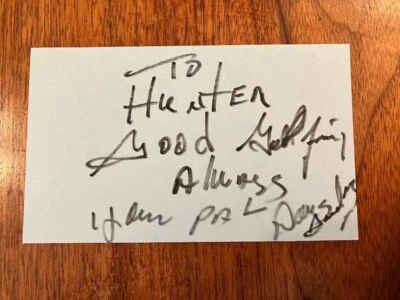 To
HUNTER
Good Golfing
Always
Your PAL